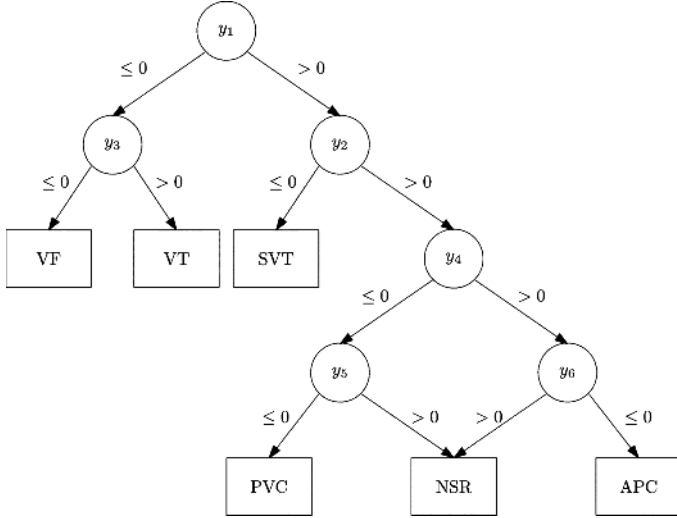 y₁
≤ 0
> 0
y₃
y₂
≤ 0
> 0
≤ 0
> 0
VF
VT
SVT
y₄
≤ 0
> 0
y₅
y₆
≤ 0
> 0
> 0
≤ 0
PVC
NSR
APC